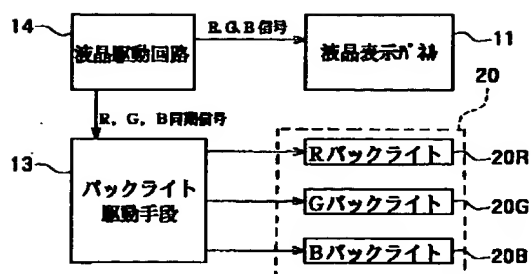 14
液晶駆動回路
R,G,B信号
液晶表示パネル
11
20
R, G, B同期信号
13
バックライト
駆動手段
Rバックライト
20R
Gバックライト
20G
Bバックライト
20B